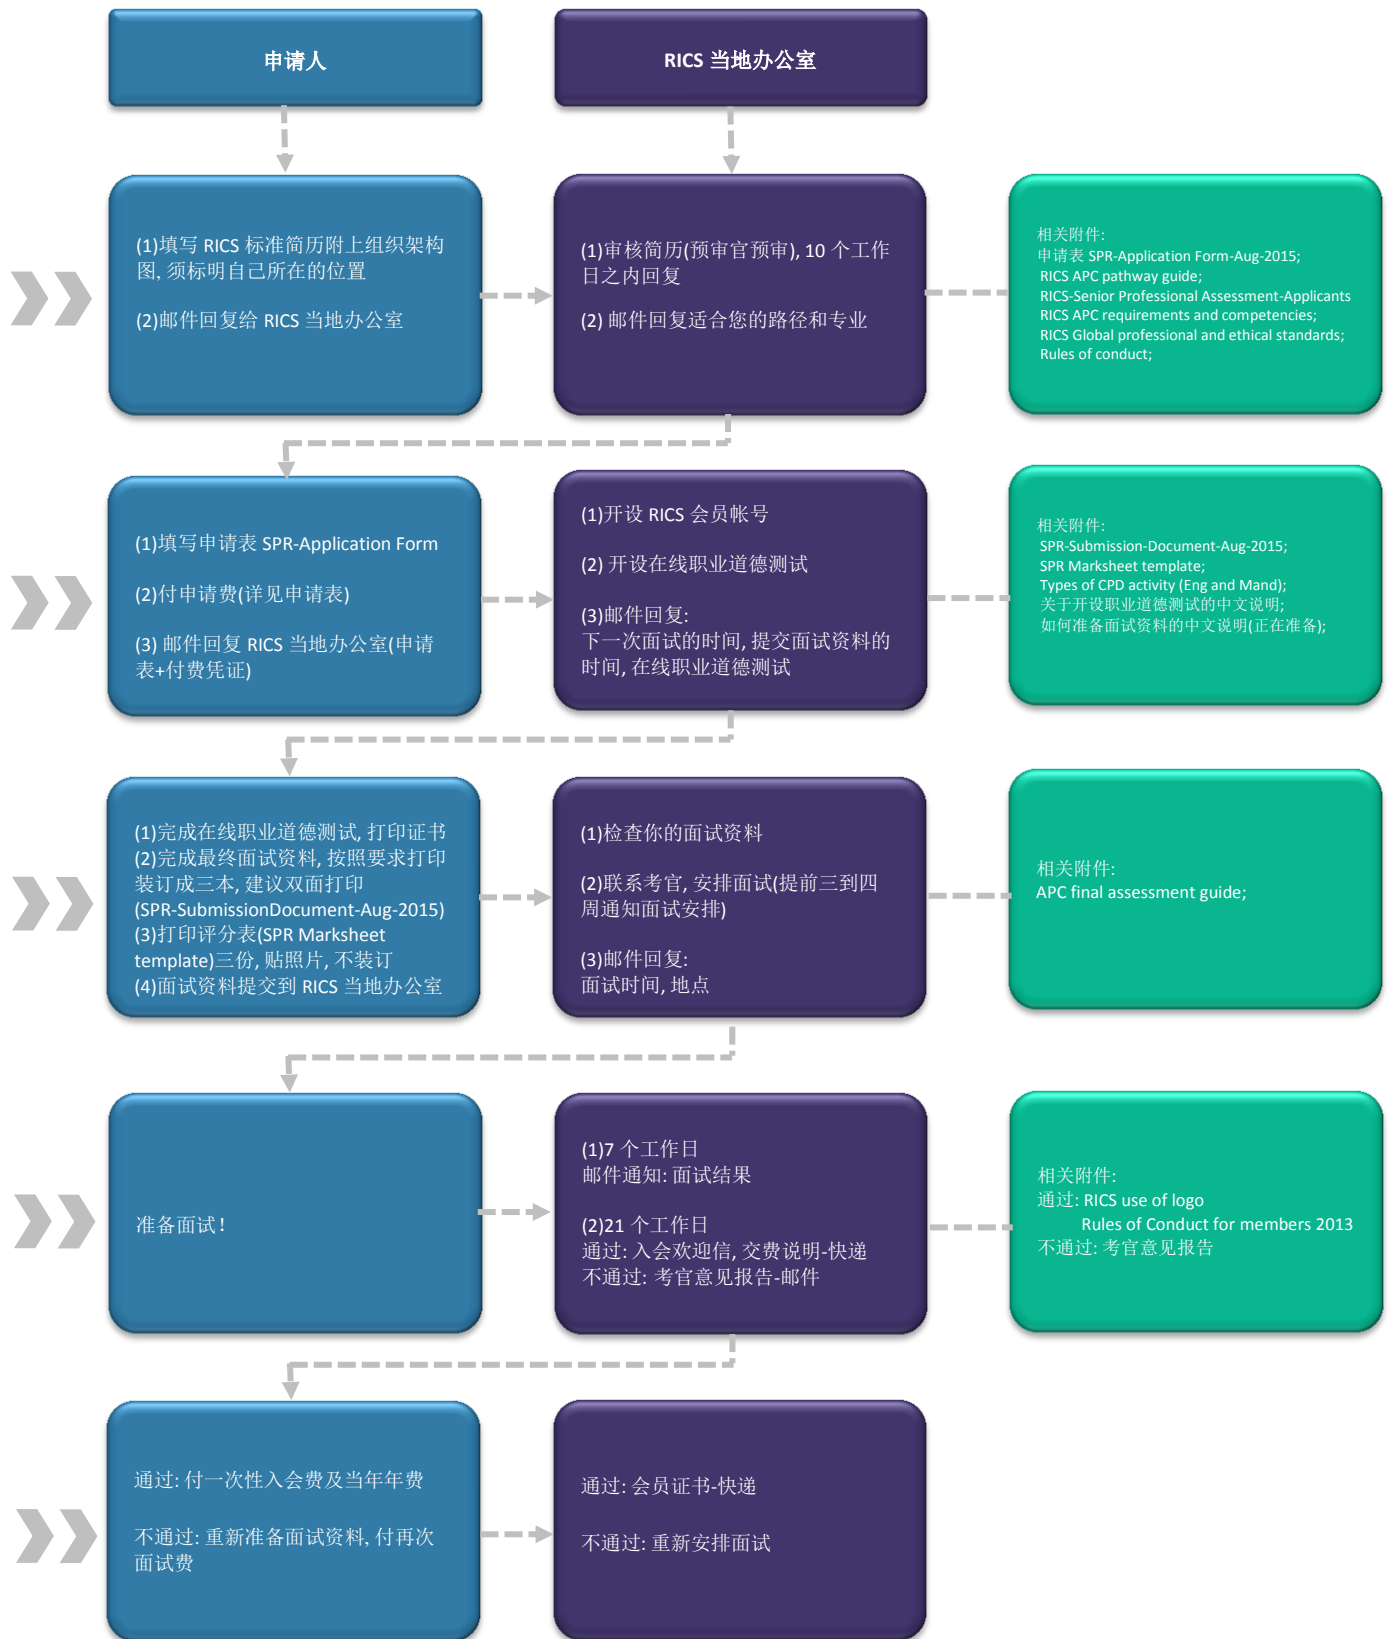 申请人
RICS 当地办公室
(1)填写 RICS 标准简历附上组织架构
图, 须标明自己所在的位置
(2)邮件回复给 RICS 当地办公室
(1)审核简历(预审官预审), 10 个工作
日之内回复
(2) 邮件回复适合您的路径和专业
相关附件:
申请表 SPR-Application Form-Aug-2015;
RICS APC pathway guide;
RICS-Senior Professional Assessment-Applicants
RICS APC requirements and competencies;
RICS Global professional and ethical standards;
Rules of conduct;
(1)填写申请表 SPR-Application Form
(2)付申请费(详见申请表)
(3) 邮件回复 RICS 当地办公室(申请
表+付费凭证)
(1)开设 RICS 会员帐号
(2) 开设在线职业道德测试
(3)邮件回复:
下一次面试的时间, 提交面试资料的
时间, 在线职业道德测试
相关附件:
SPR-Submission-Document-Aug-2015;
SPR Marksheet template;
Types of CPD activity (Eng and Mand);
关于开设职业道德测试的中文说明;
如何准备面试资料的中文说明(正在准备);
(1)完成在线职业道德测试, 打印证书
(2)完成最终面试资料, 按照要求打印
装订成三本, 建议双面打印
(SPR-SubmissionDocument-Aug-2015)
(3)打印评分表(SPR Marksheet
template)三份, 贴照片, 不装订
(4)面试资料提交到 RICS 当地办公室
(1)检查你的面试资料
(2)联系考官, 安排面试(提前三到四
周通知面试安排)
(3)邮件回复:
面试时间, 地点
相关附件:
APC final assessment guide;
准备面试！
(1)7 个工作日
邮件通知: 面试结果
(2)21 个工作日
通过: 入会欢迎信, 交费说明-快递
不通过: 考官意见报告-邮件
相关附件:
通过: RICS use of logo
Rules of Conduct for members 2013
不通过: 考官意见报告
通过: 付一次性入会费及当年年费
不通过: 重新准备面试资料, 付再次
面试费
通过: 会员证书-快递
不通过: 重新安排面试